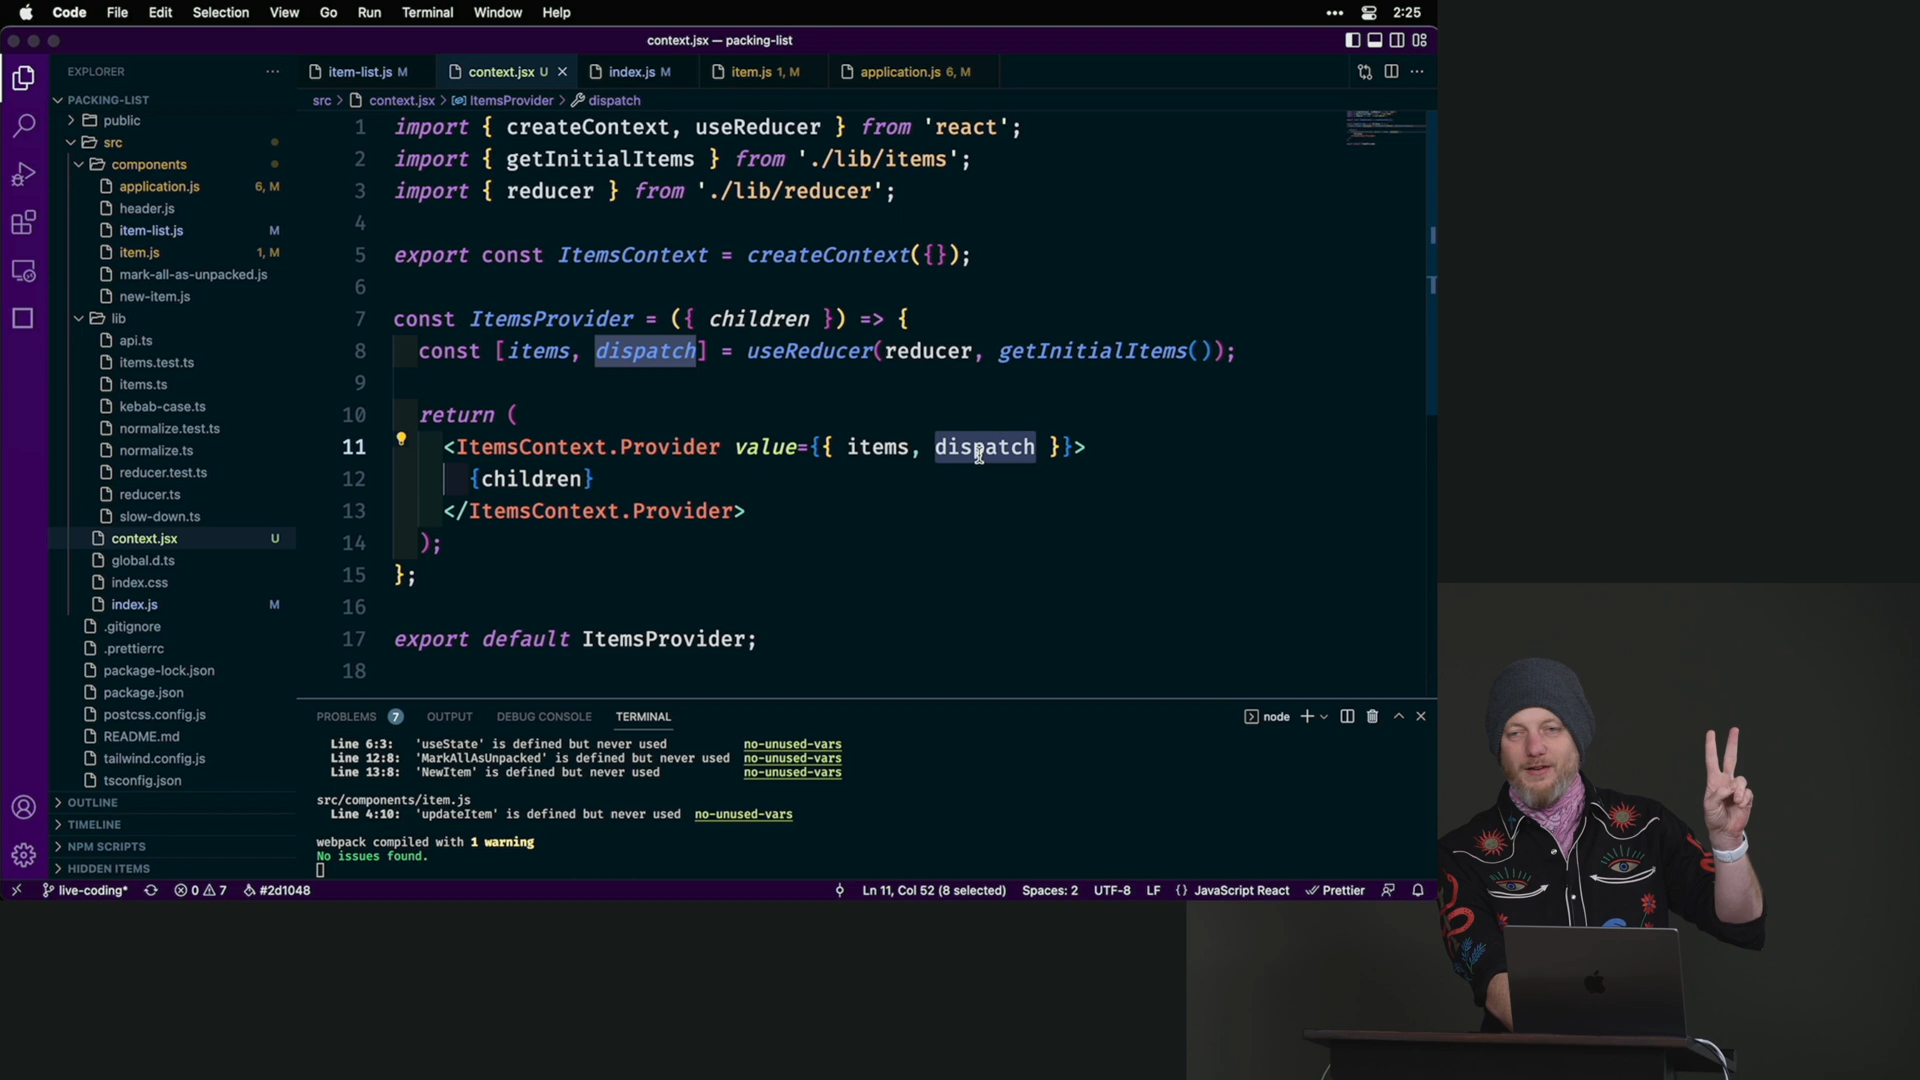 Code File Edit Selection View Go Run Terminal Window Help 2:25
context.jsx — packing-list
EXPLORER
item-list.js M
context.jsx U
index.js M
item.js 1, M
application.js 6, M
src > context.jsx > ItemsProvider > dispatch
PACKING-LIST
public
src
components
application.js 6, M
header.js
item-list.js M
item.js 1, M
mark-all-as-unpacked.js
new-item.js
lib
api.ts
items.test.ts
items.ts
kebab-case.ts
normalize.test.ts
normalize.ts
reducer.test.ts
reducer.ts
slow-down.ts
context.jsx U
global.d.ts
index.css
index.js M
.gitignore
.prettierrc
package-lock.json
package.json
postcss.config.js
README.md
tailwind.config.js
tsconfig.json
OUTLINE
TIMELINE
NPM SCRIPTS
HIDDEN ITEMS
1 import { createContext, useReducer } from 'react';
2 import { getInitialItems } from './lib/items';
3 import { reducer } from './lib/reducer';
4
5 export const ItemsContext = createContext({});
6
7 const ItemsProvider = ({ children }) => {
8 const [items, dispatch] = useReducer(reducer, getInitialItems());
9
10 return (
11 <ItemsContext.Provider value={{ items, dispatch }}>
12 {children}
13 </ItemsContext.Provider>
14 );
15 };
16
17 export default ItemsProvider;
18
PROBLEMS 7 OUTPUT DEBUG CONSOLE TERMINAL node
Line 6:3: 'useState' is defined but never used no-unused-vars
Line 12:8: 'MarkAllAsUnpacked' is defined but never used no-unused-vars
Line 13:8: 'NewItem' is defined but never used no-unused-vars
src/components/item.js
Line 4:10: 'updateItem' is defined but never used no-unused-vars
webpack compiled with 1 warning
No issues found.
live-coding* 0 7 #2d1048 Ln 11, Col 52 (8 selected) Spaces: 2 UTF-8 LF {} JavaScript React Prettier